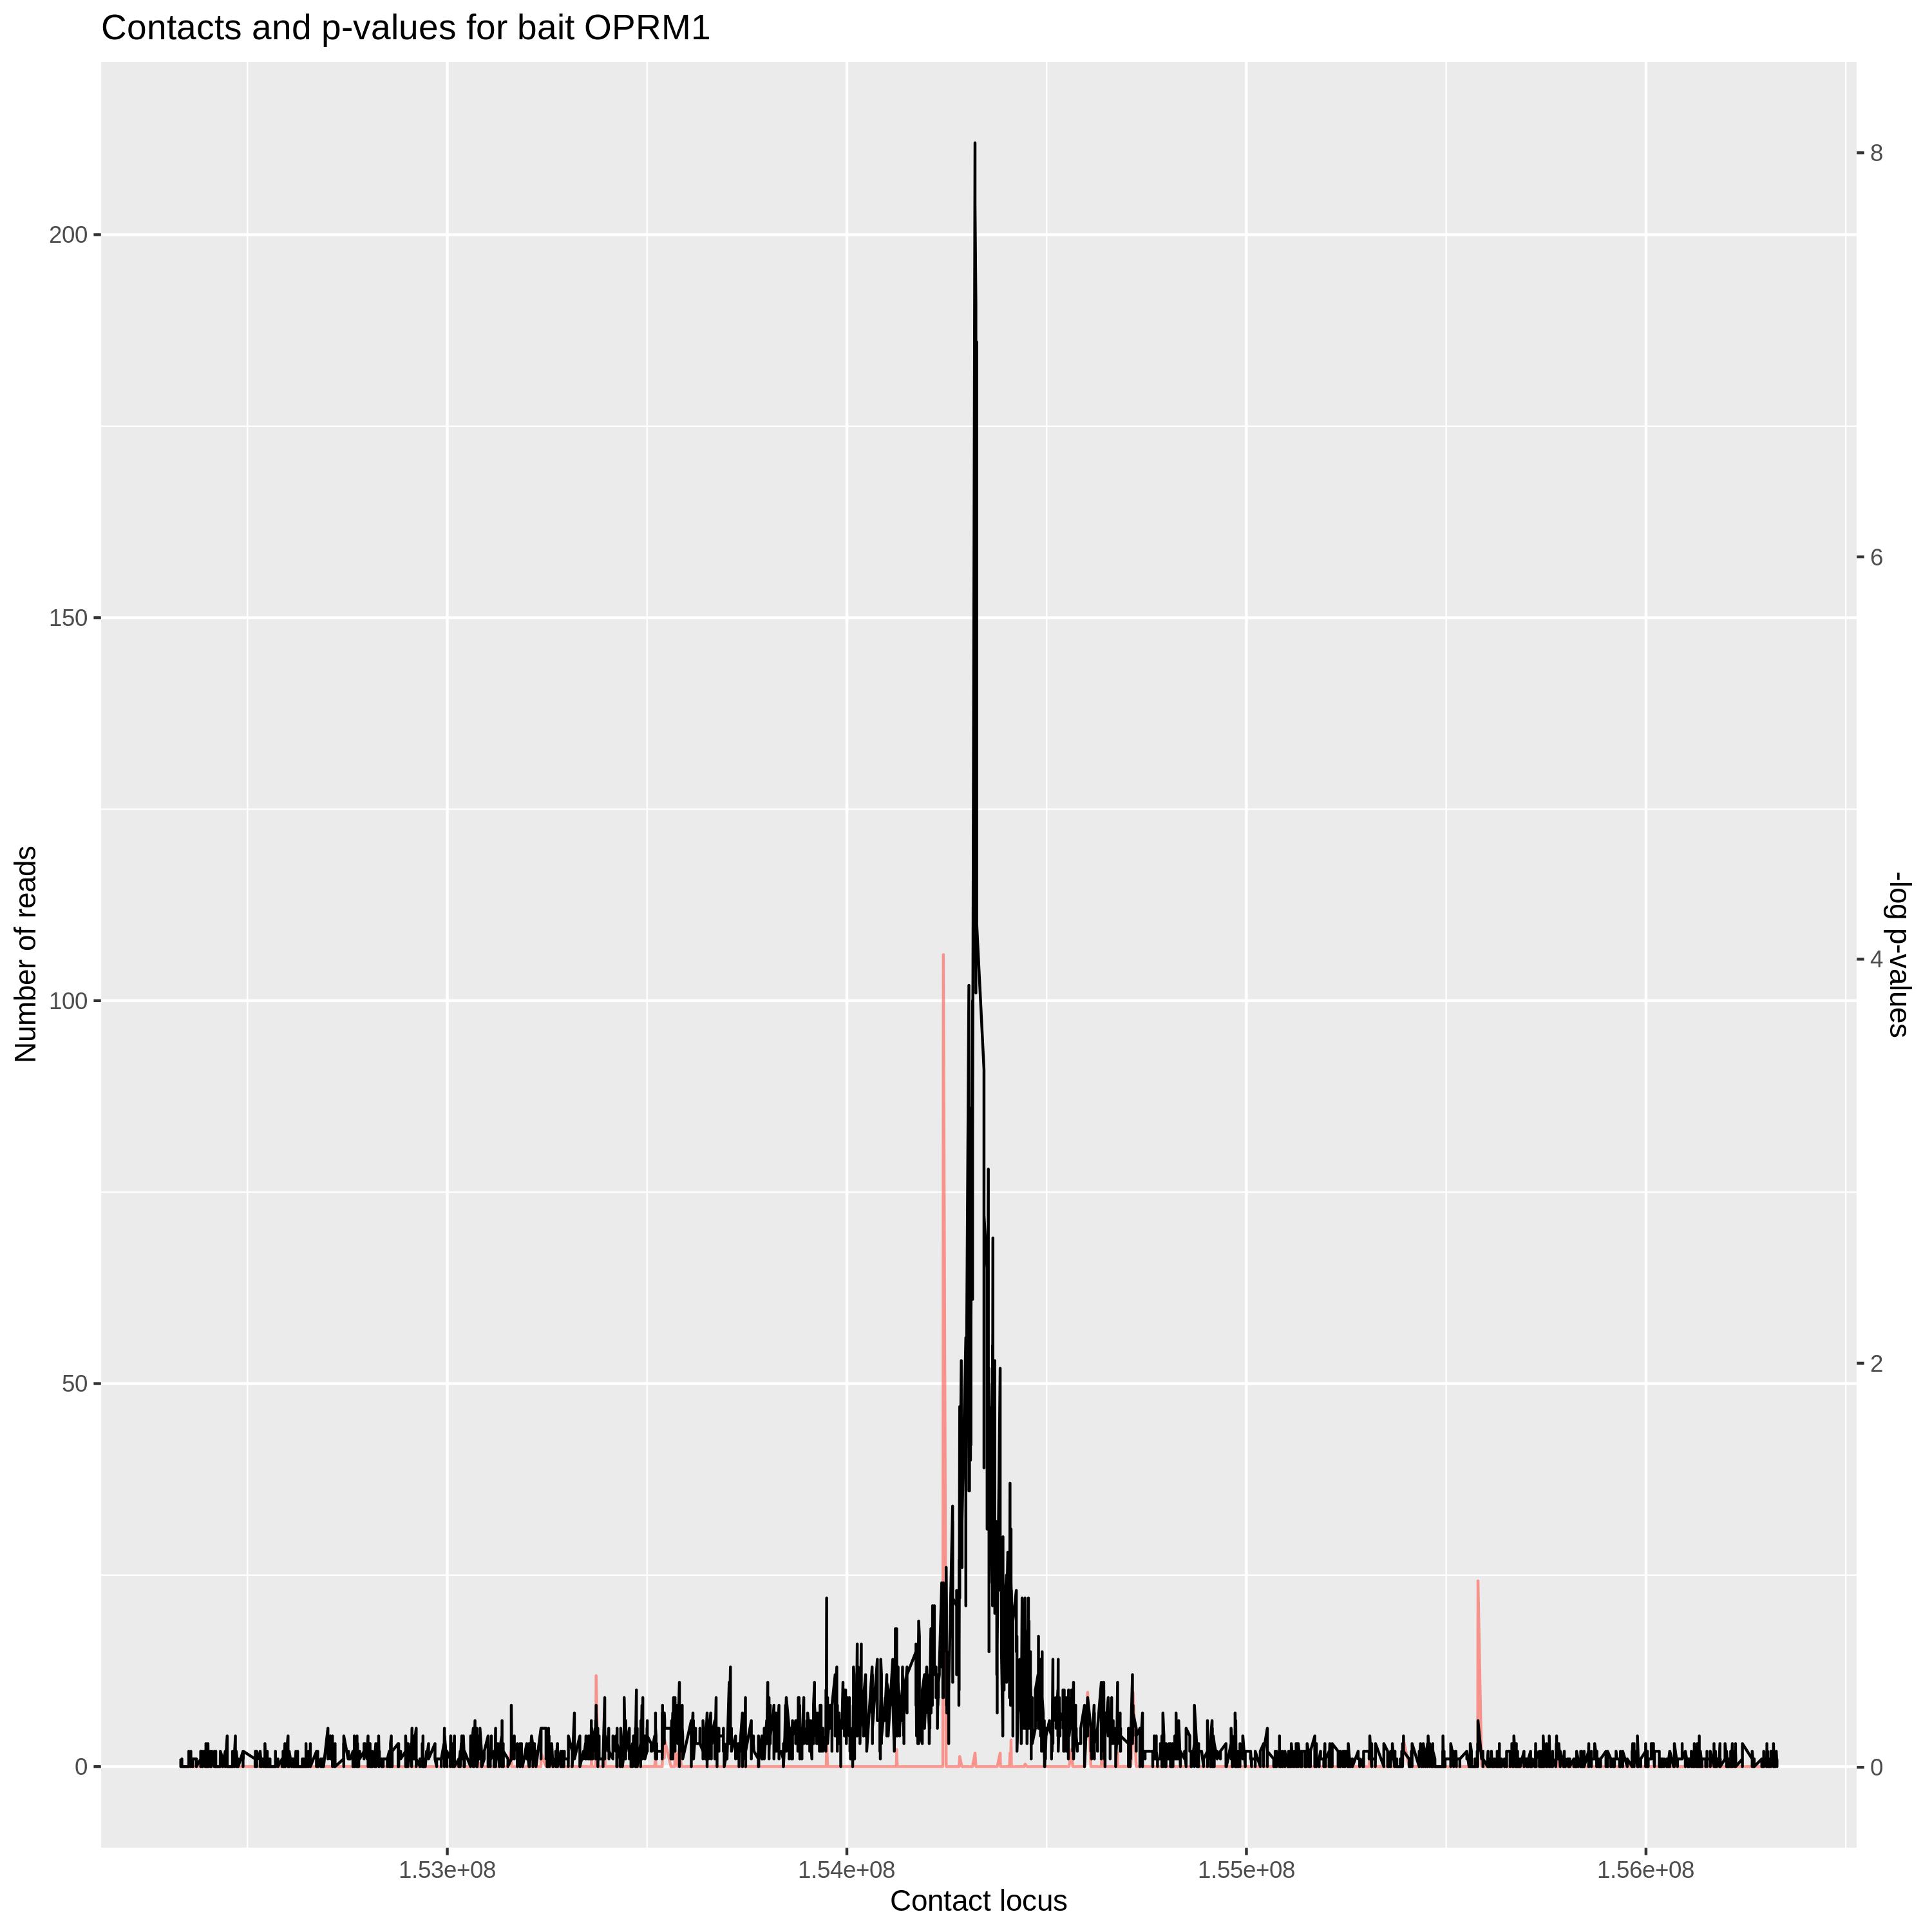 Contacts and p-values for bait OPRM1
Number of reads
200
150
100
50
0
8
6
4
2
0
-log p-values
1.53e+08
1.54e+08
1.55e+08
1.56e+08
Contact locus